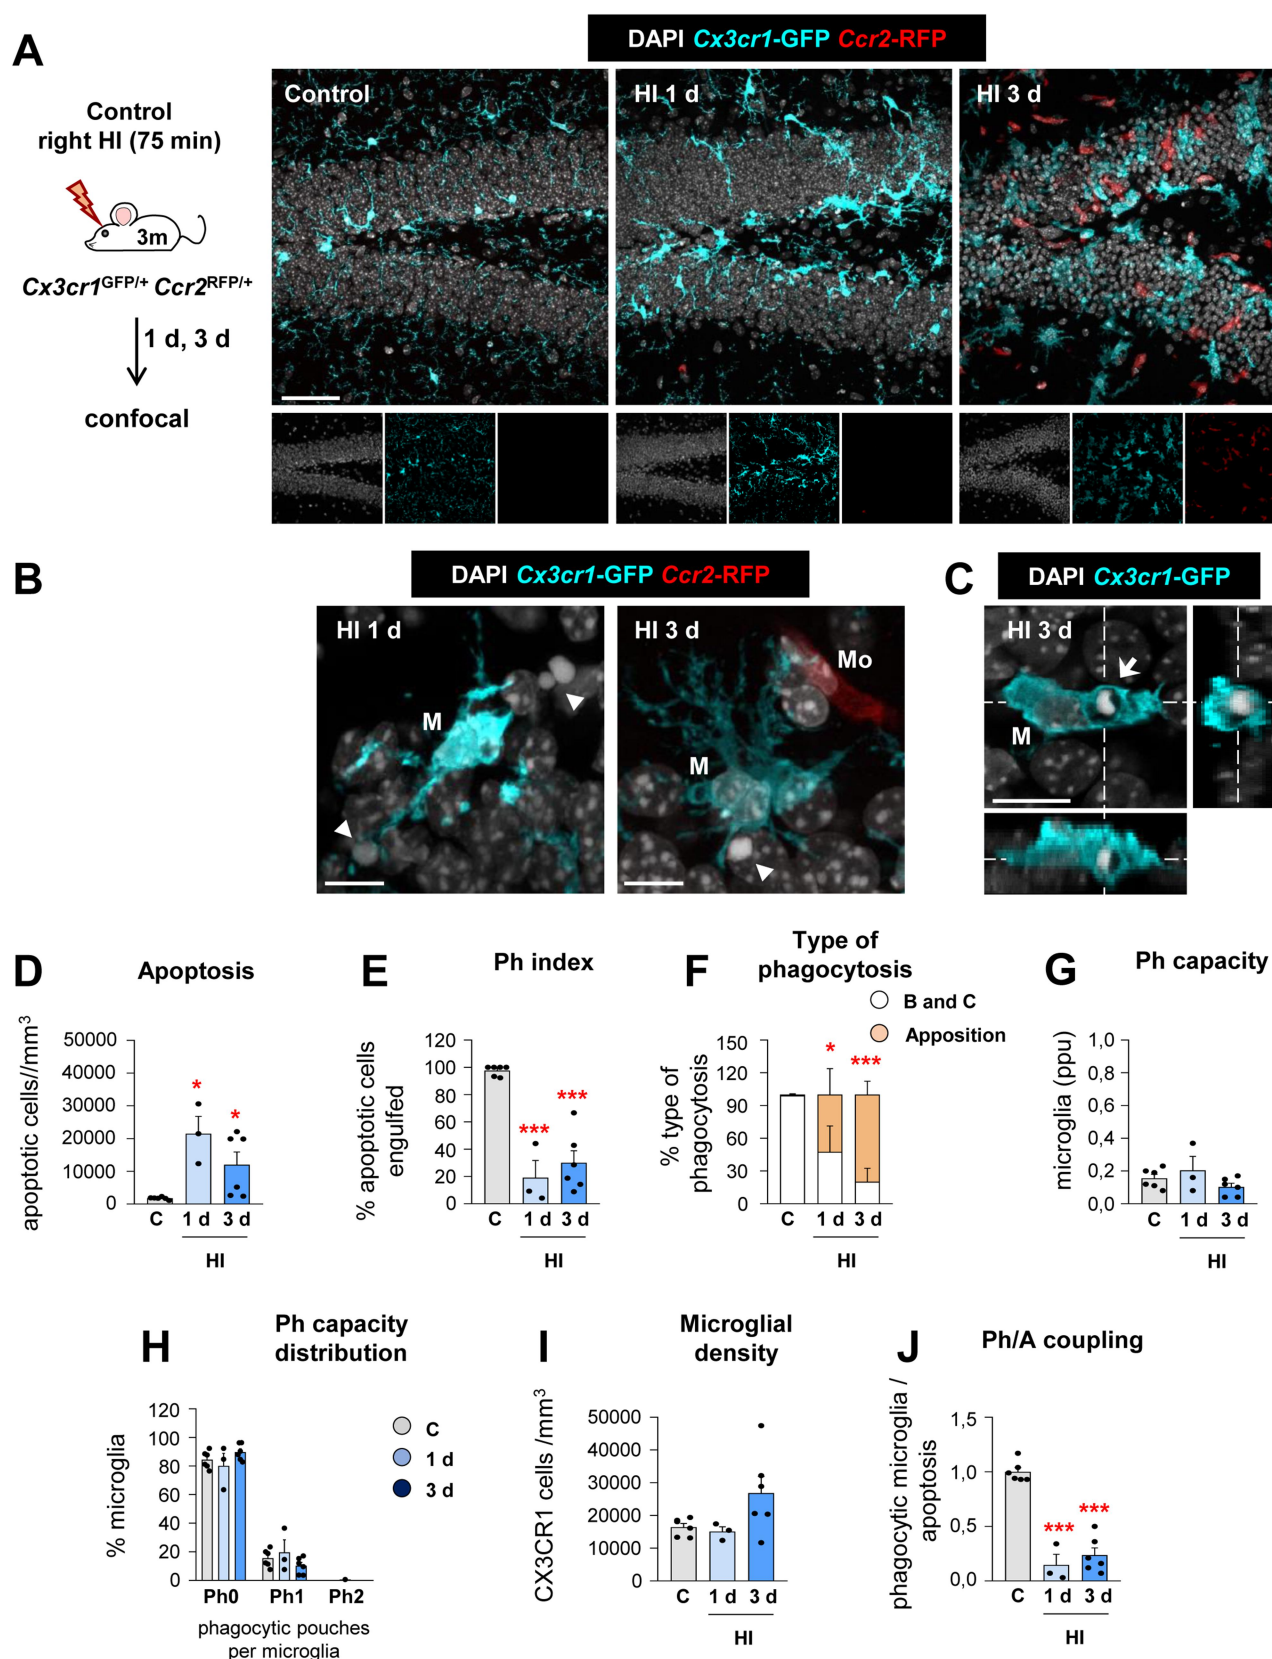 A
DAPI Cx3cr1-GFP Ccr2-RFP
Control
right HI (75 min)
3m
Cx3cr1GFP/+ Ccr2RFP/+
1 d, 3 d
confocal
Control
HI 1 d
HI 3 d
B
DAPI Cx3cr1-GFP Ccr2-RFP
HI 1 d
M
HI 3 d
Mo
M
C
DAPI Cx3cr1-GFP
HI 3 d
M
D
Apoptosis
apoptotic cells//mm3
50000
40000
30000
20000
10000
0
*
*
C
1 d
3 d
HI
E
Ph index
% apoptotic cells
engulfed
120
100
80
60
40
20
0
***
***
C
1 d
3 d
HI
F
Type of
phagocytosis
B and C
Apposition
% type of
phagocytosis
150
120
90
60
30
0
*
***
C
1 d
3 d
HI
G
Ph capacity
microglia (ppu)
1,0
0,8
0,6
0,4
0,2
0,0
C
1 d
3 d
HI
H
Ph capacity
distribution
% microglia
120
100
80
60
40
20
0
Ph0
Ph1
Ph2
phagocytic pouches
per microglia
C
1 d
3 d
I
Microglial
density
CX3CR1 cells /mm3
50000
40000
30000
20000
10000
0
C
1 d
3 d
HI
J
Ph/A coupling
phagocytic microglia /
apoptosis
1,5
1,0
0,5
0,0
***
***
C
1 d
3 d
HI